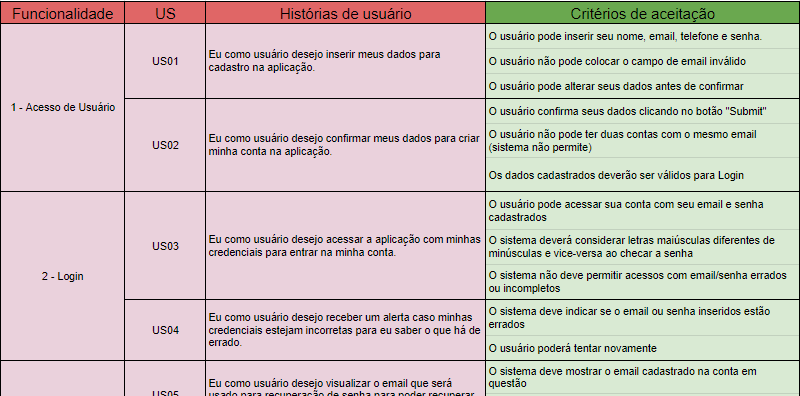 Funcionalidade US Histórias de usuário Critérios de aceitação
1 - Acesso de Usuário
US01
Eu como usuário desejo inserir meus dados para
cadastro na aplicação.
O usuário pode inserir seu nome, email, telefone e senha.
O usuário não pode colocar o campo de email inválido
O usuário pode alterar seus dados antes de confirmar
US02
Eu como usuário desejo confirmar meus dados para criar
minha conta na aplicação.
O usuário confirma seus dados clicando no botão "Submit"
O usuário não pode ter duas contas com o mesmo email
(sistema não permite)
Os dados cadastrados deverão ser válidos para Login
2 - Login
US03
Eu como usuário desejo acessar a aplicação com minhas
credenciais para entrar na minha conta.
O usuário pode acessar sua conta com seu email e senha
cadastrados
O sistema deverá considerar letras maiúsculas diferentes de
minúsculas e vice-versa ao checar a senha
O sistema não deve permitir acessos com email/senha errados
ou incompletos
US04
Eu como usuário desejo receber um alerta caso minhas
credenciais estejam incorretas para eu saber o que há de
errado.
O sistema deve indicar se o email ou senha inseridos estão
errados
O usuário poderá tentar novamente
US05
Eu como usuário desejo visualizar o email que será
usado para recuperação de senha para poder recuperar
O sistema deve mostrar o email cadastrado na conta em
questão